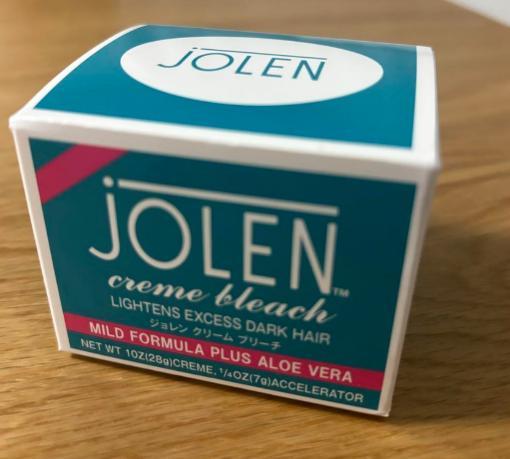 JOLEN
JOLEN™
creme bleach
LIGHTENS EXCESS DARK HAIR
ジョレン クリーム ブリーチ
MILD FORMULA PLUS ALOE VERA
NET WT 1OZ(28g)CREME, ¼OZ(7g)ACCELERATOR